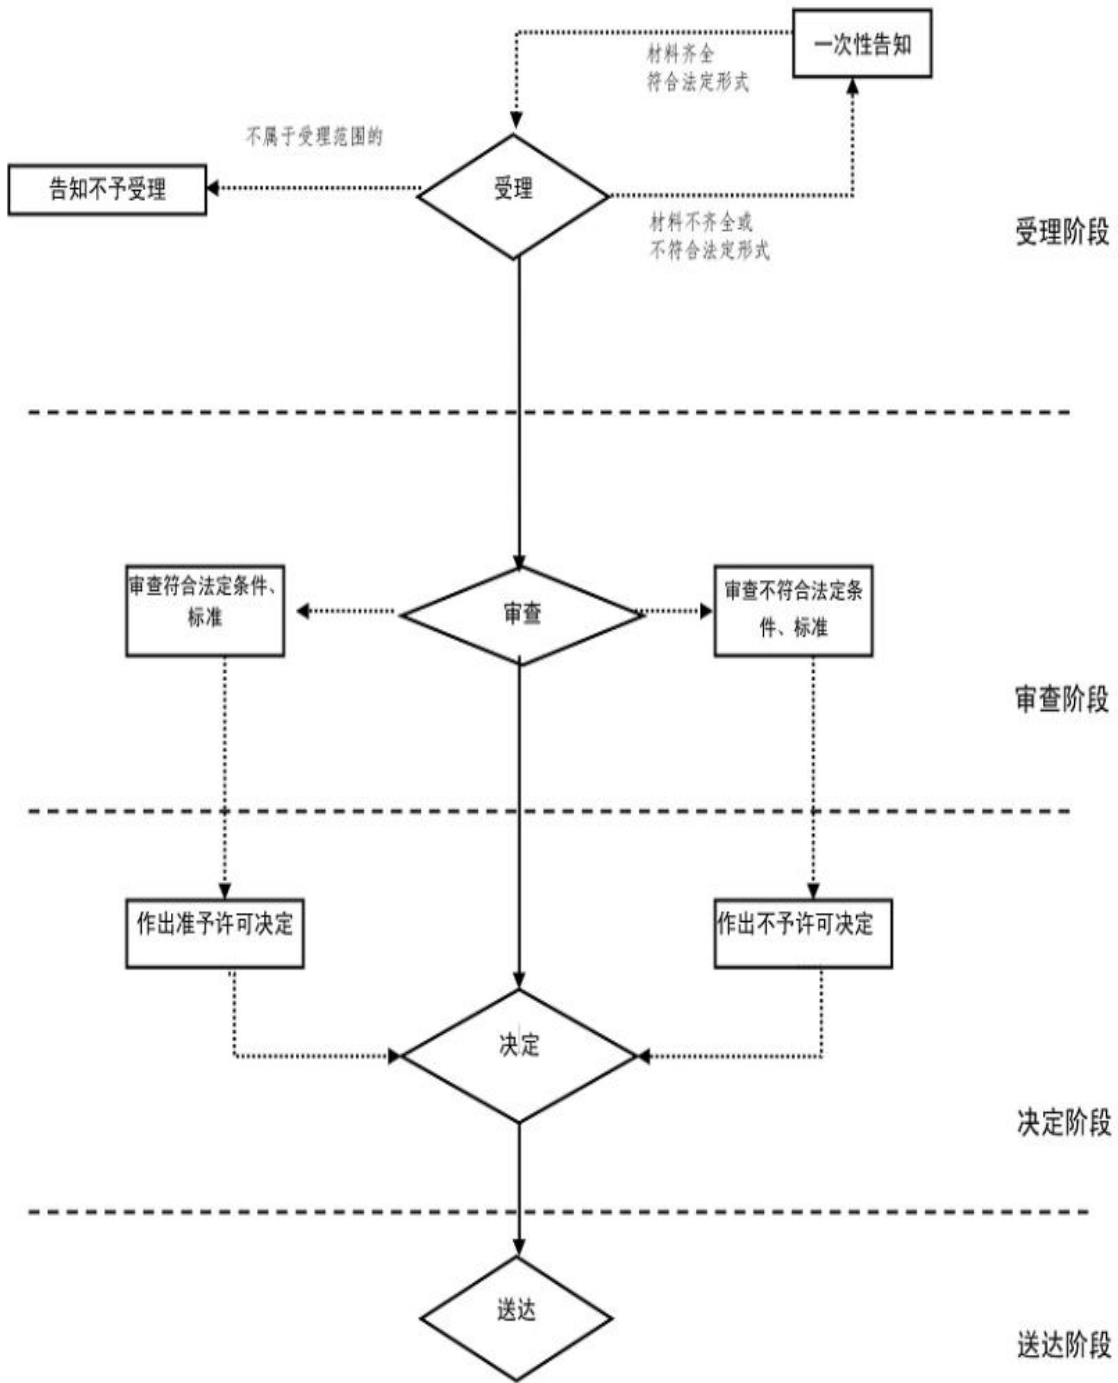 一次性告知
材料齐全
符合法定形式
不属于受理范围的
告知不予受理
受理
材料不齐全或
不符合法定形式
受理阶段
审查符合法定条件、
标准
审查
审查不符合法定条
件、标准
审查阶段
作出准予许可决定
作出不予许可决定
决定
决定阶段
送达
送达阶段